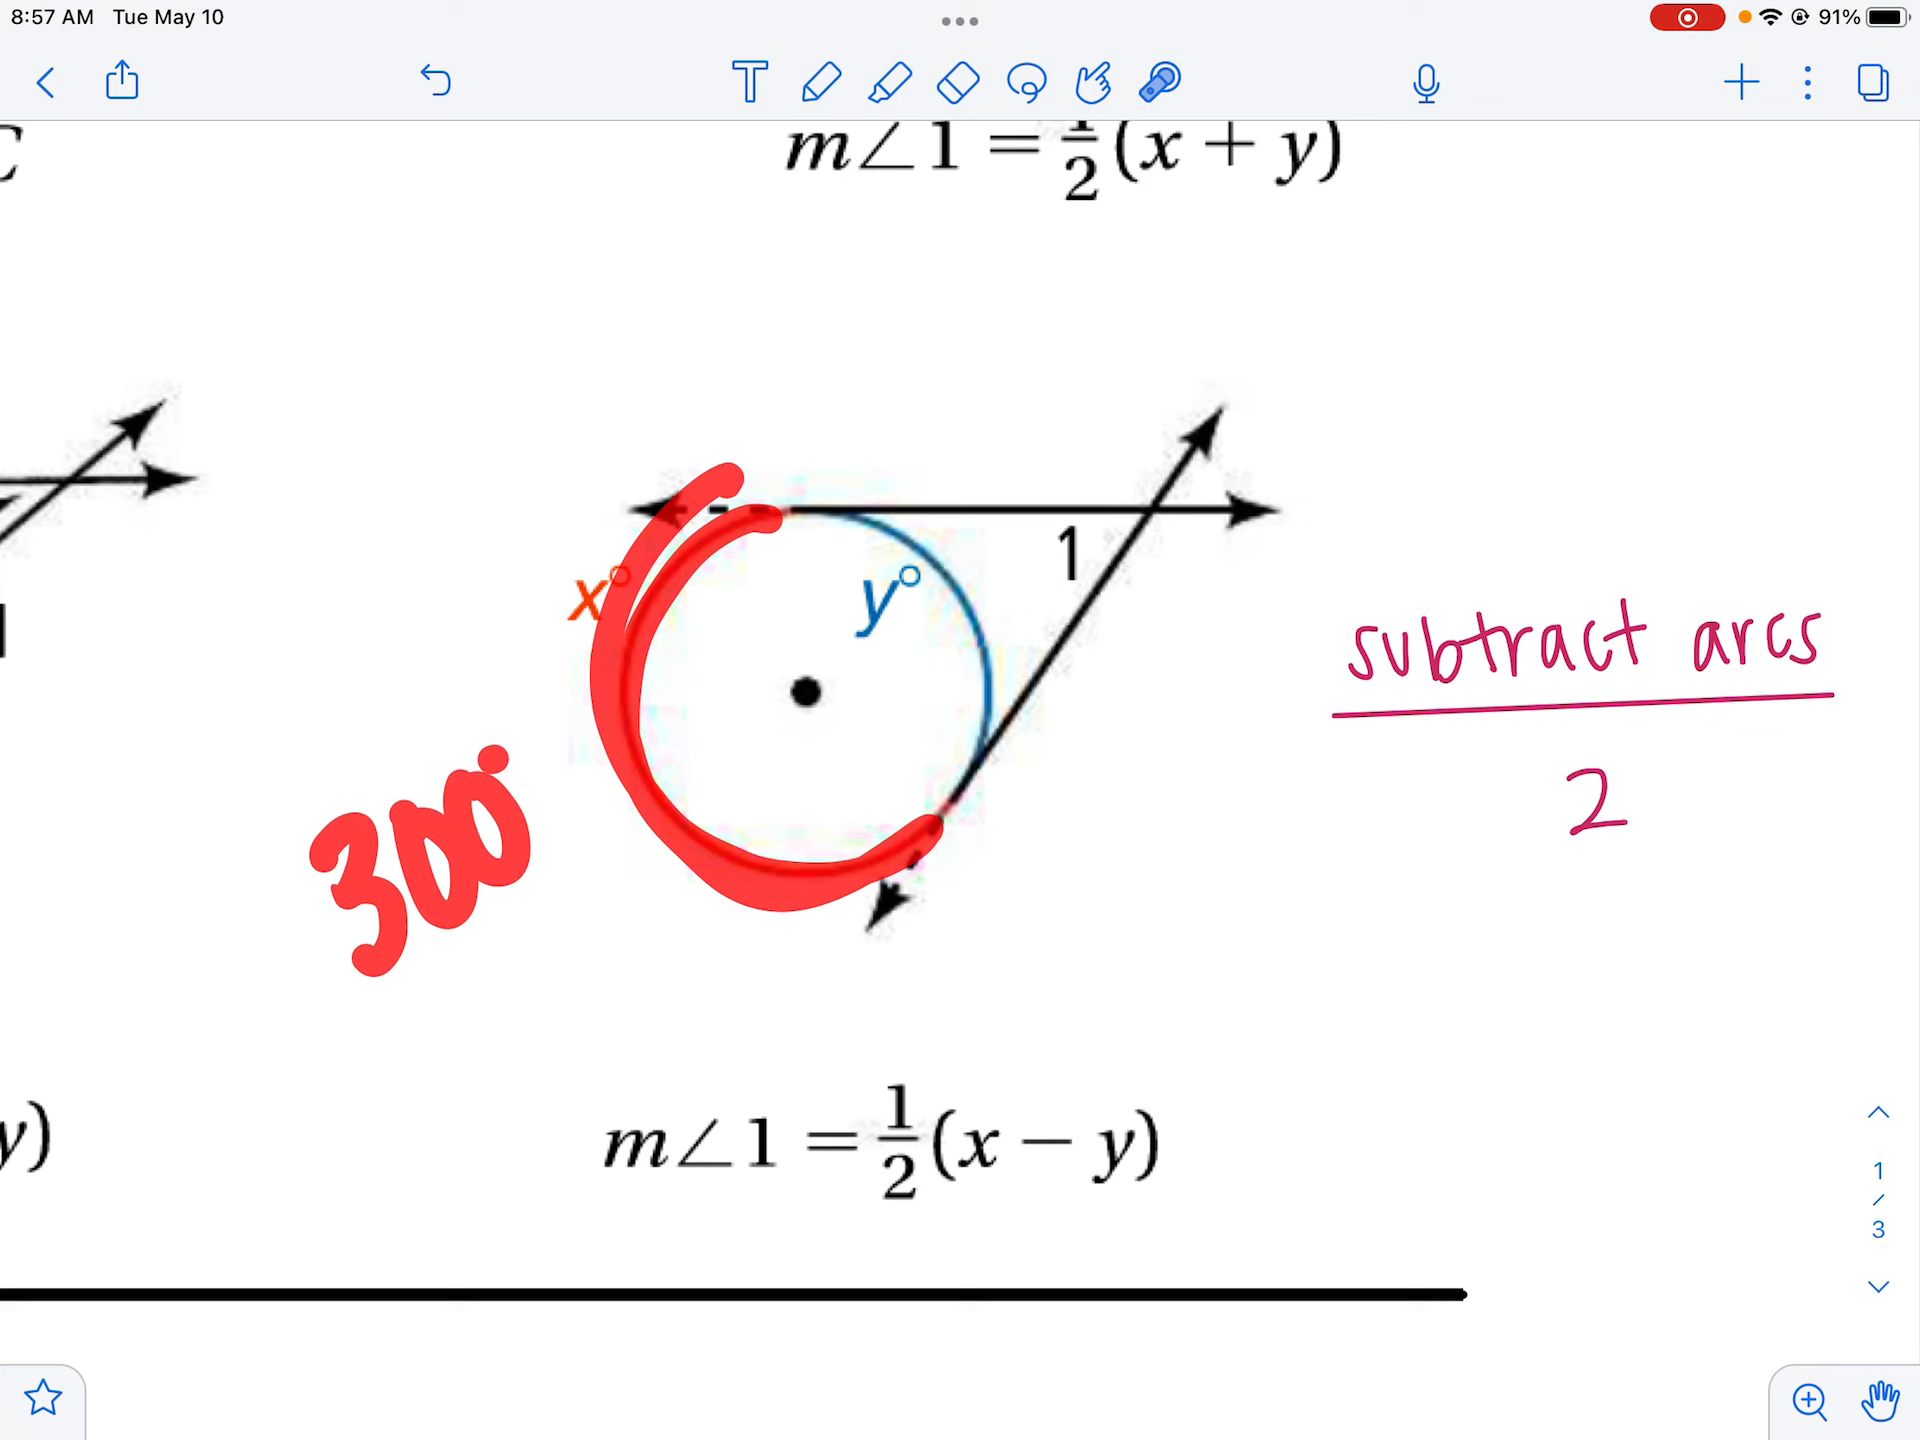 8:57 AM Tue May 10
91%
m∠1 = 1/2(x + y)
1
x°
y°
subtract arcs
2
300°
y)
m∠1 = 1/2(x − y)
1
/
3